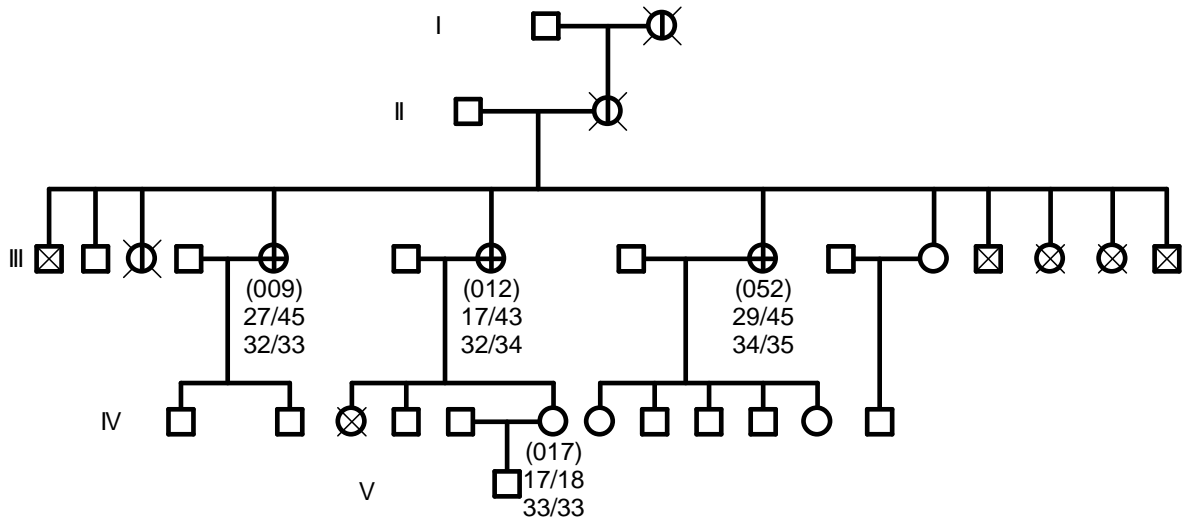 I
II
III
(009)
27/45
32/33
(012)
17/43
32/34
(052)
29/45
34/35
IV
(017)
17/18
33/33
V